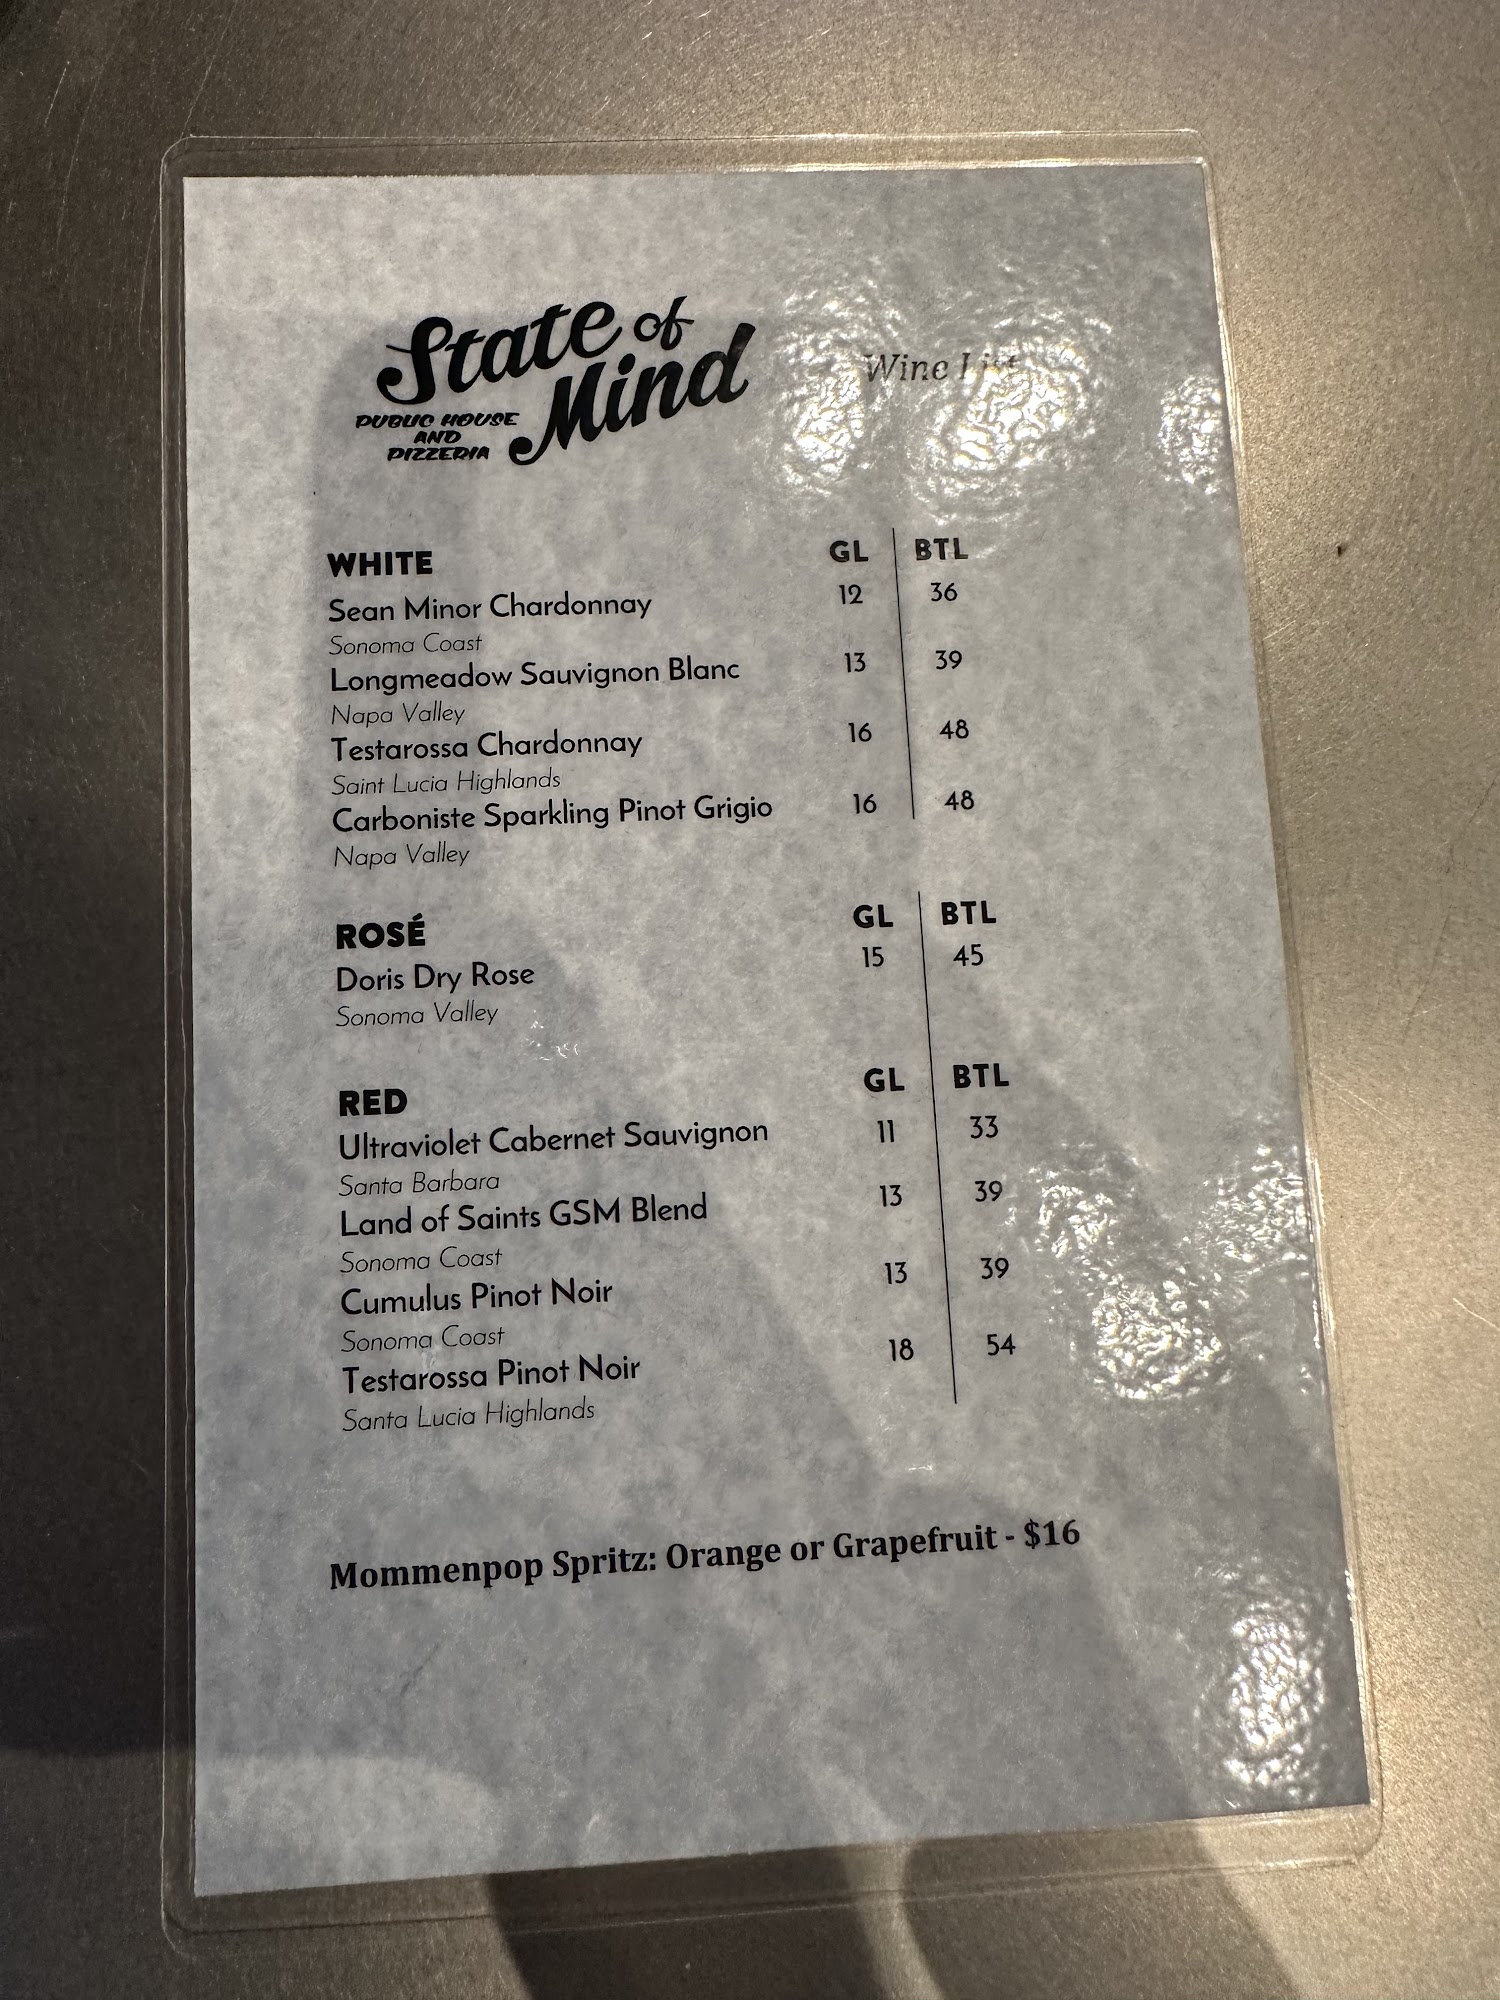 State of
Mind
PUBLIC HOUSE
AND
PIZZERIA
Wine List
WHITE GL BTL
Sean Minor Chardonnay 12 36
Sonoma Coast
Longmeadow Sauvignon Blanc 13 39
Napa Valley
Testarossa Chardonnay 16 48
Saint Lucia Highlands
Carboniste Sparkling Pinot Grigio 16 48
Napa Valley
ROSÉ GL BTL
Doris Dry Rose 15 45
Sonoma Valley
RED GL BTL
Ultraviolet Cabernet Sauvignon 11 33
Santa Barbara
Land of Saints GSM Blend 13 39
Sonoma Coast
Cumulus Pinot Noir 13 39
Sonoma Coast
Testarossa Pinot Noir 18 54
Santa Lucia Highlands
Mommenpop Spritz: Orange or Grapefruit - $16